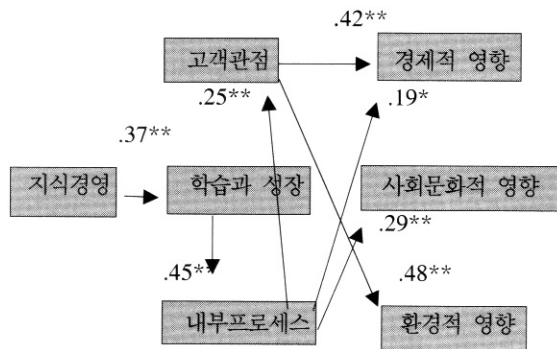 .42**
고객관점
경제적 영향
.25**
.19*
.37**
지식경영
학습과 성장
사회문화적 영향
.29**
.45**
.48**
내부프로세스
환경적 영향